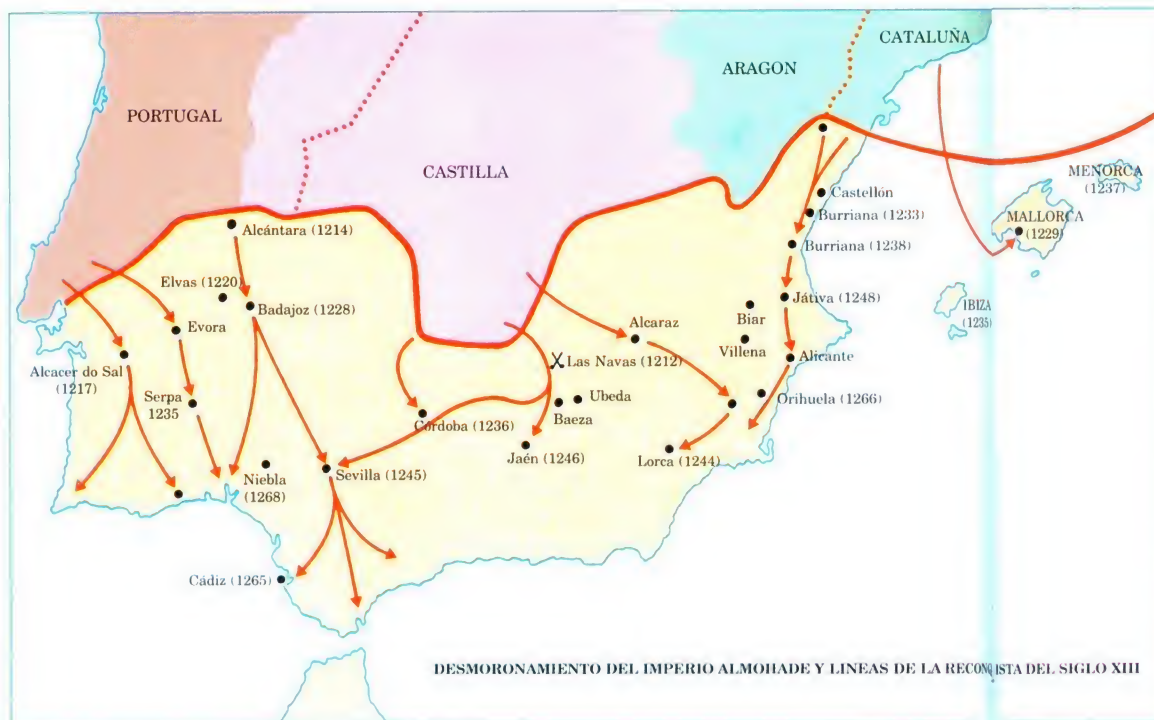 CATALUÑA
ARAGON
PORTUGAL
CASTILLA
MENORCA
(1237)
Castellón
Burriana (1233)
MALLORCA
(1229)
Alcántara (1214)
Burriana (1238)
Elvas (1220)
Badajoz (1228)
Játiva (1248)
IBIZA
(1235)
Biar
Evora
Alcaraz
Villena
Alicante
Las Navas (1212)
Alcacer do Sal
(1217)
Serpa
1235
Ubeda
Baeza
Orihuela (1266)
Córdoba (1236)
Jaén (1246)
Lorca (1244)
Niebla
(1268)
Sevilla (1245)
Cádiz (1265)
DESMORONAMIENTO DEL IMPERIO ALMOHADE Y LINEAS DE LA RECONQUISTA DEL SIGLO XIII